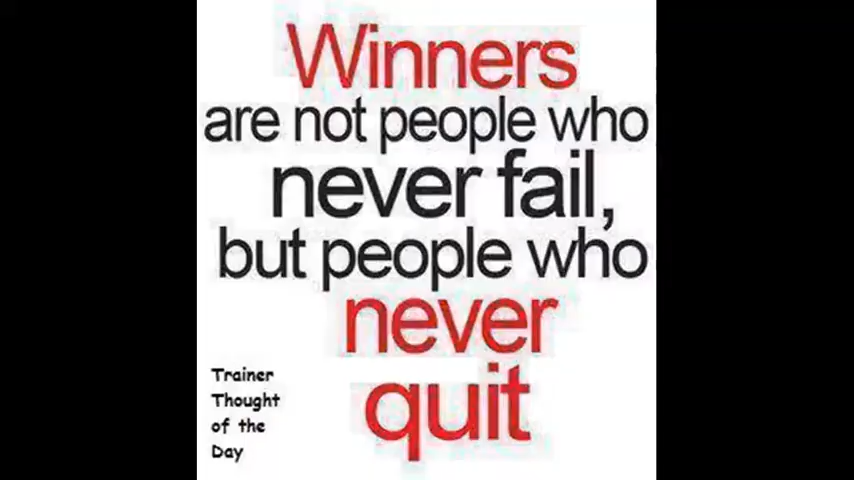 Winners
are not people who
never fail,
but people who
never
quit
Trainer
Thought
of the
Day